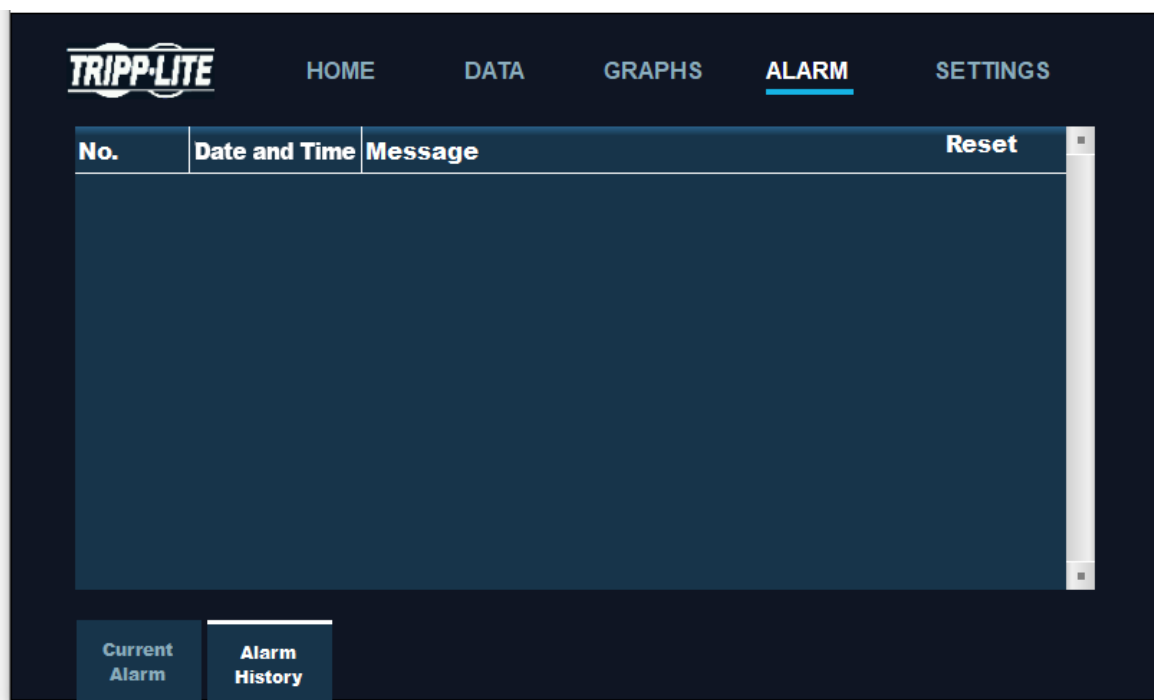 TRIPP·LITE HOME DATA GRAPHS ALARM SETTINGS
No. Date and Time Message Reset
Current Alarm
Alarm History